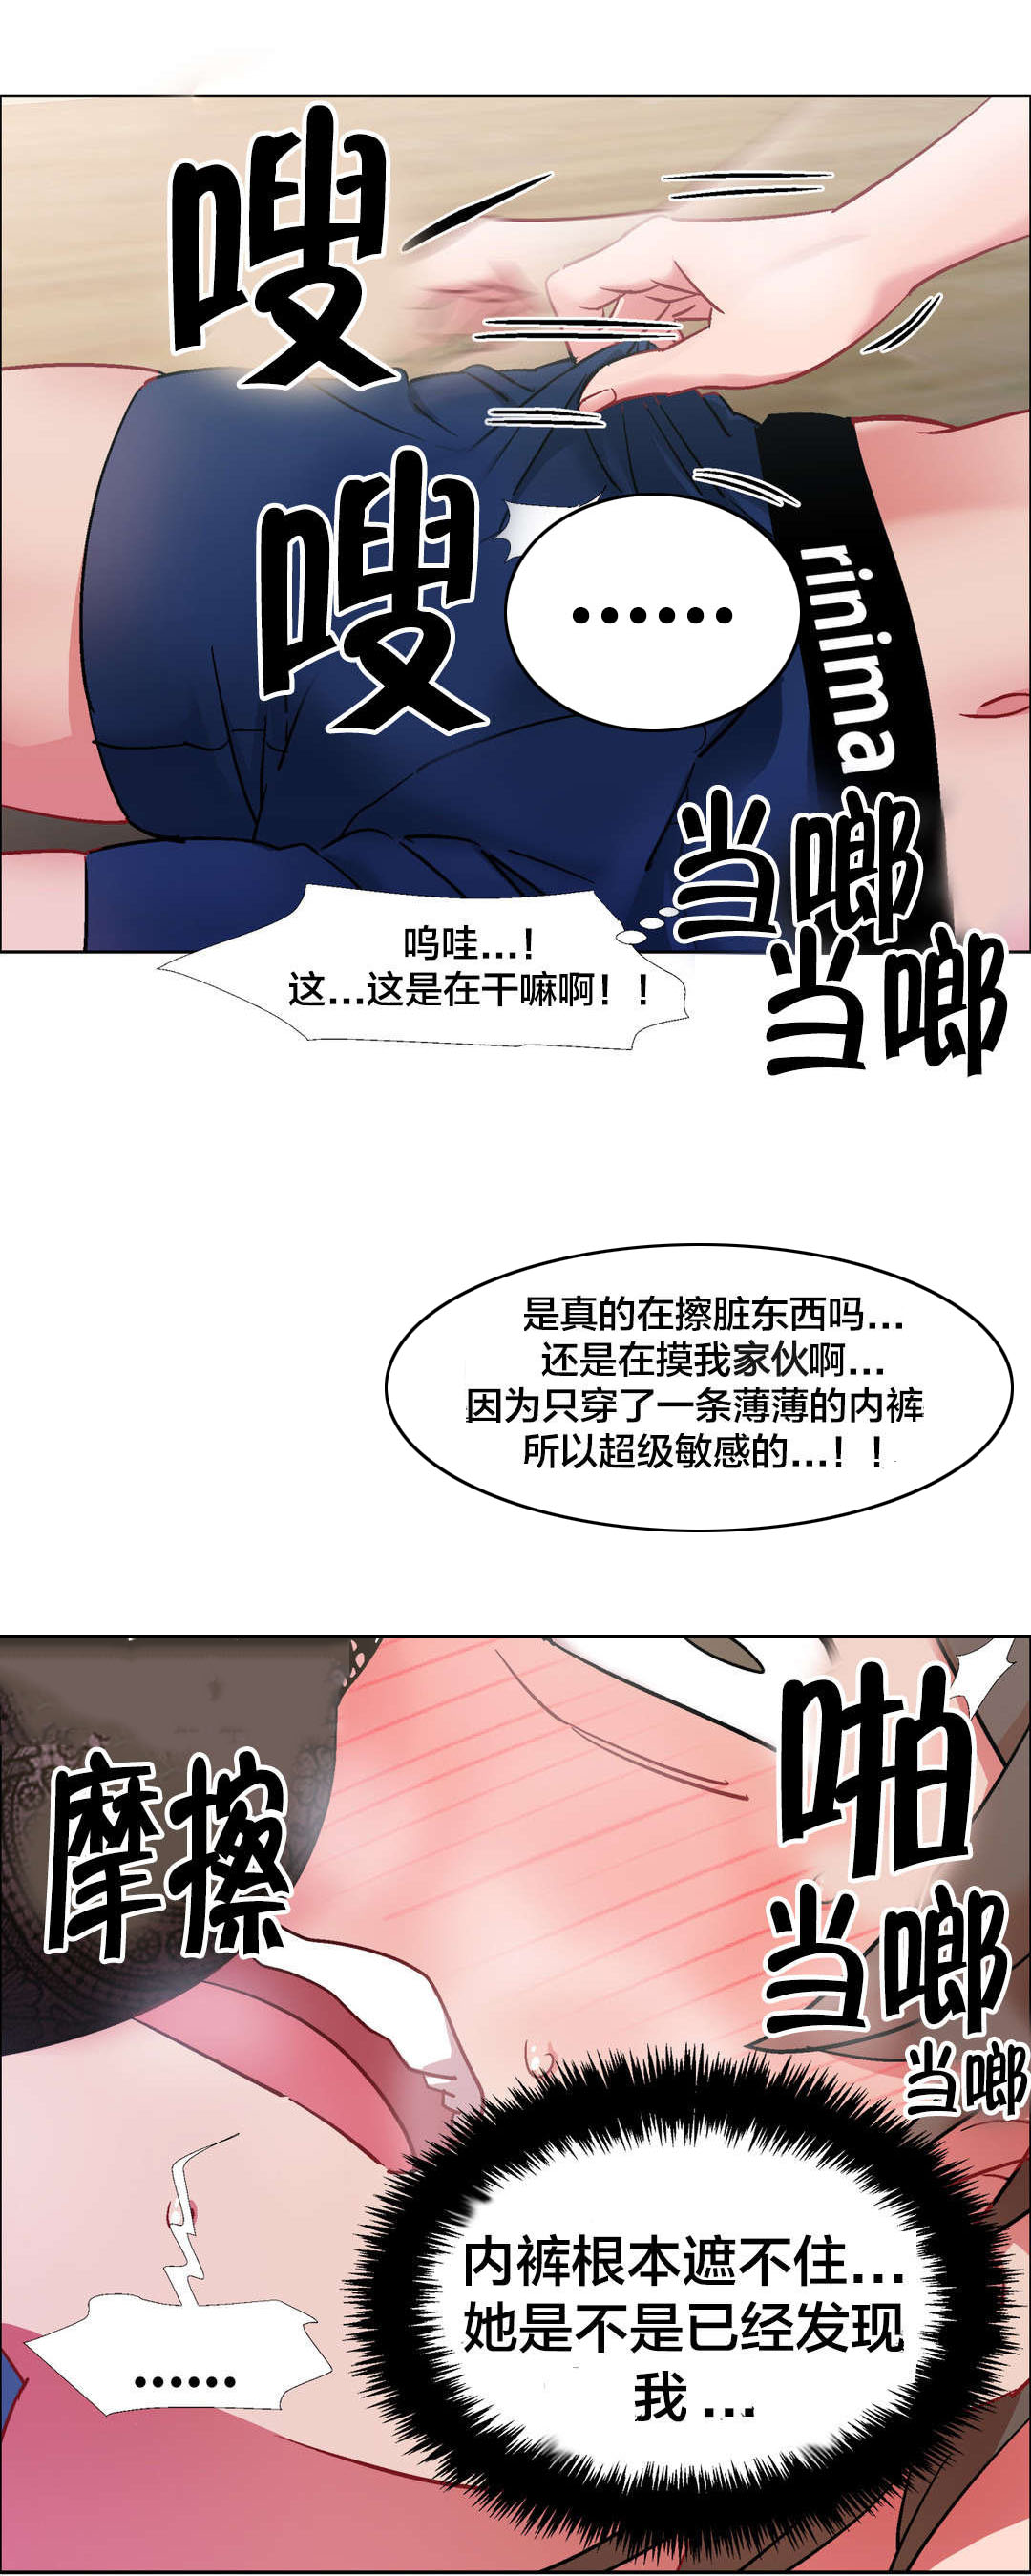 嗖
嗖
……
rinima
当啷
当啷
呜哇…！
这…这是在干嘛啊！！
是真的在擦脏东西吗…
还是在摸我家伙啊…
因为只穿了一条薄薄的内裤
所以超级敏感的…！！
啪
摩擦
当啷
当啷
内裤根本遮不住…
她是不是已经发现
我…
……